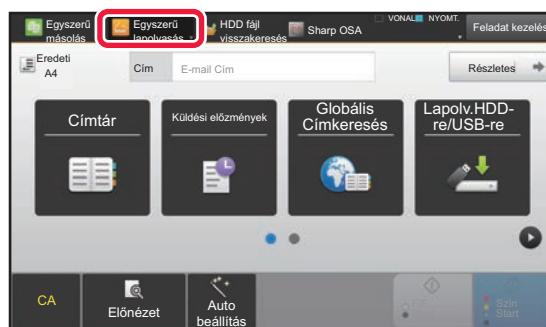 Egyszerű
másolás
Egyszerű
lapolvasás
HDD fájl
visszakeresés
Sharp OSA
VONAL
NYOMT.
Feladat kezelés
Eredeti
A4
Cím
E-mail Cím
Részletes
Címtár
Küldési előzmények
Globális
Címkeresés
Lapolv.HDD-
re/USB-re
CA
Előnézet
Auto
beállítás
Szín
Start